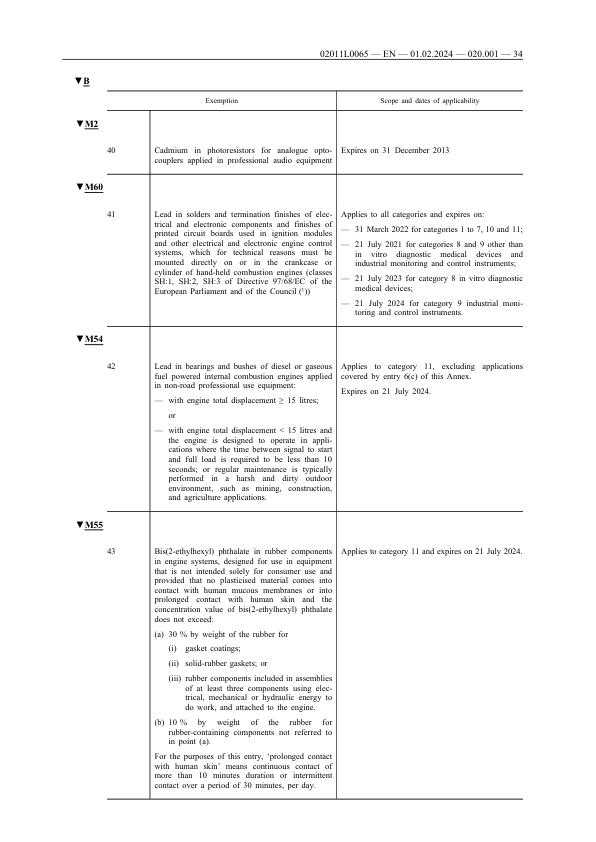 02011L0065 — EN — 01.02.2024 — 020.001 — 34
▼B
Exemption
Scope and dates of applicability
▼M2
40
Cadmium in photoresistors for analogue opto-
couplers applied in professional audio equipment
Expires on 31 December 2013
▼M60
41
Lead in solders and termination finishes of elec-
trical and electronic components and finishes of
printed circuit boards used in ignition modules
and other electrical and electronic engine control
systems, which for technical reasons must be
mounted directly on or in the crankcase or
cylinder of hand-held combustion engines (classes
SH:1, SH:2, SH:3 of Directive 97/68/EC of the
European Parliament and of the Council (¹))
Applies to all categories and expires on:
— 31 March 2022 for categories 1 to 7, 10 and 11;
— 21 July 2021 for categories 8 and 9 other than
in vitro diagnostic medical devices and
industrial monitoring and control instruments;
— 21 July 2023 for category 8 in vitro diagnostic
medical devices;
— 21 July 2024 for category 9 industrial moni-
toring and control instruments.
▼M54
42
Lead in bearings and bushes of diesel or gaseous
fuel powered internal combustion engines applied
in non-road professional use equipment:
— with engine total displacement ≥ 15 litres;
or
— with engine total displacement < 15 litres and
the engine is designed to operate in appli-
cations where the time between signal to start
and full load is required to be less than 10
seconds; or regular maintenance is typically
performed in a harsh and dirty outdoor
environment, such as mining, construction,
and agriculture applications.
Applies to category 11, excluding applications
covered by entry 6(c) of this Annex.
Expires on 21 July 2024.
▼M55
43
Bis(2-ethylhexyl) phthalate in rubber components
in engine systems, designed for use in equipment
that is not intended solely for consumer use and
provided that no plasticised material comes into
contact with human mucous membranes or into
prolonged contact with human skin and the
concentration value of bis(2-ethylhexyl) phthalate
does not exceed:
(a) 30 % by weight of the rubber for
(i) gasket coatings;
(ii) solid-rubber gaskets; or
(iii) rubber components included in assemblies
of at least three components using elec-
trical, mechanical or hydraulic energy to
do work, and attached to the engine.
(b) 10 % by weight of the rubber for
rubber-containing components not referred to
in point (a).
For the purposes of this entry, ‘prolonged contact
with human skin’ means continuous contact of
more than 10 minutes duration or intermittent
contact over a period of 30 minutes, per day.
Applies to category 11 and expires on 21 July 2024.